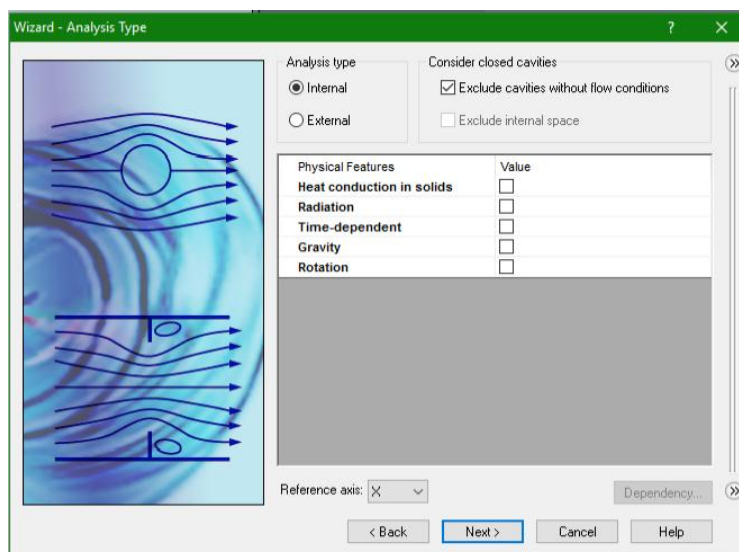 Wizard - Analysis Type ? ×
Analysis type
Internal
External
Consider closed cavities
Exclude cavities without flow conditions
Exclude internal space
Physical Features Value
Heat conduction in solids
Radiation
Time-dependent
Gravity
Rotation
Reference axis: X
Dependency...
< Back Next > Cancel Help